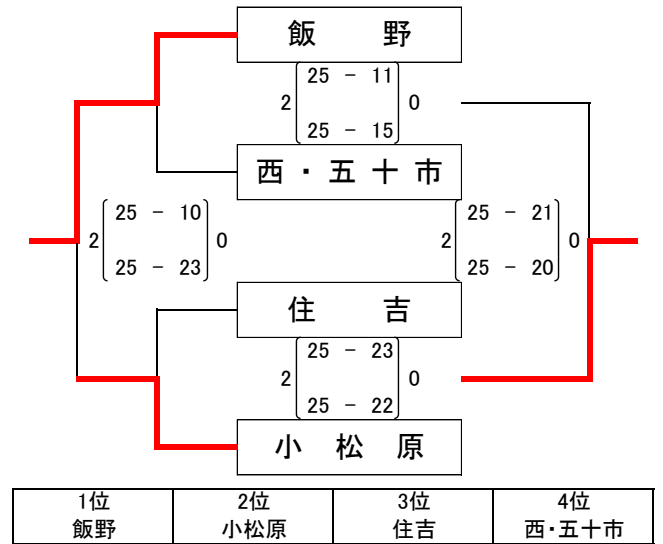 飯　野
25 － 11
2 0
25 － 15
西・五十市
25 － 10 25 － 21
2 0 2 0
25 － 23 25 － 20
住　吉
25 － 23
2 0
25 － 22
小松原
1位 2位 3位 4位
飯野 小松原 住吉 西・五十市